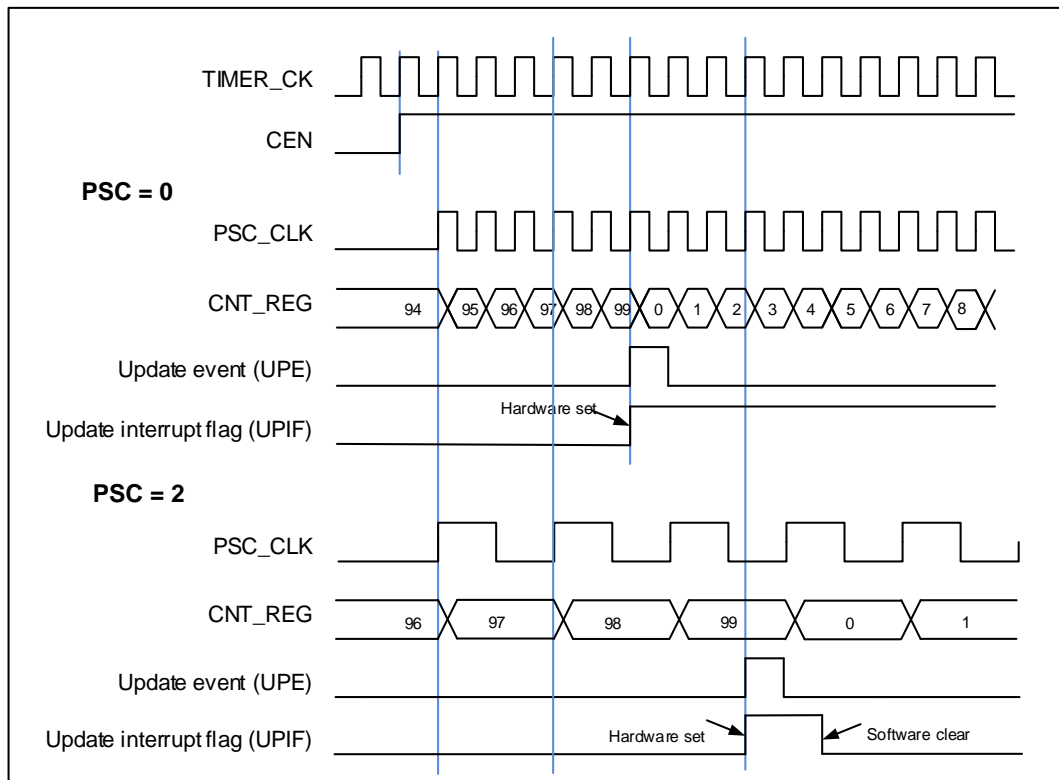 TIMER_CK
CEN
PSC = 0
PSC_CLK
CNT_REG 94 95 96 97 98 99 0 1 2 3 4 5 6 7 8
Update event (UPE)
Hardware set
Update interrupt flag (UPIF)
PSC = 2
PSC_CLK
CNT_REG 96 97 98 99 0 1
Update event (UPE)
Update interrupt flag (UPIF) Hardware set Software clear